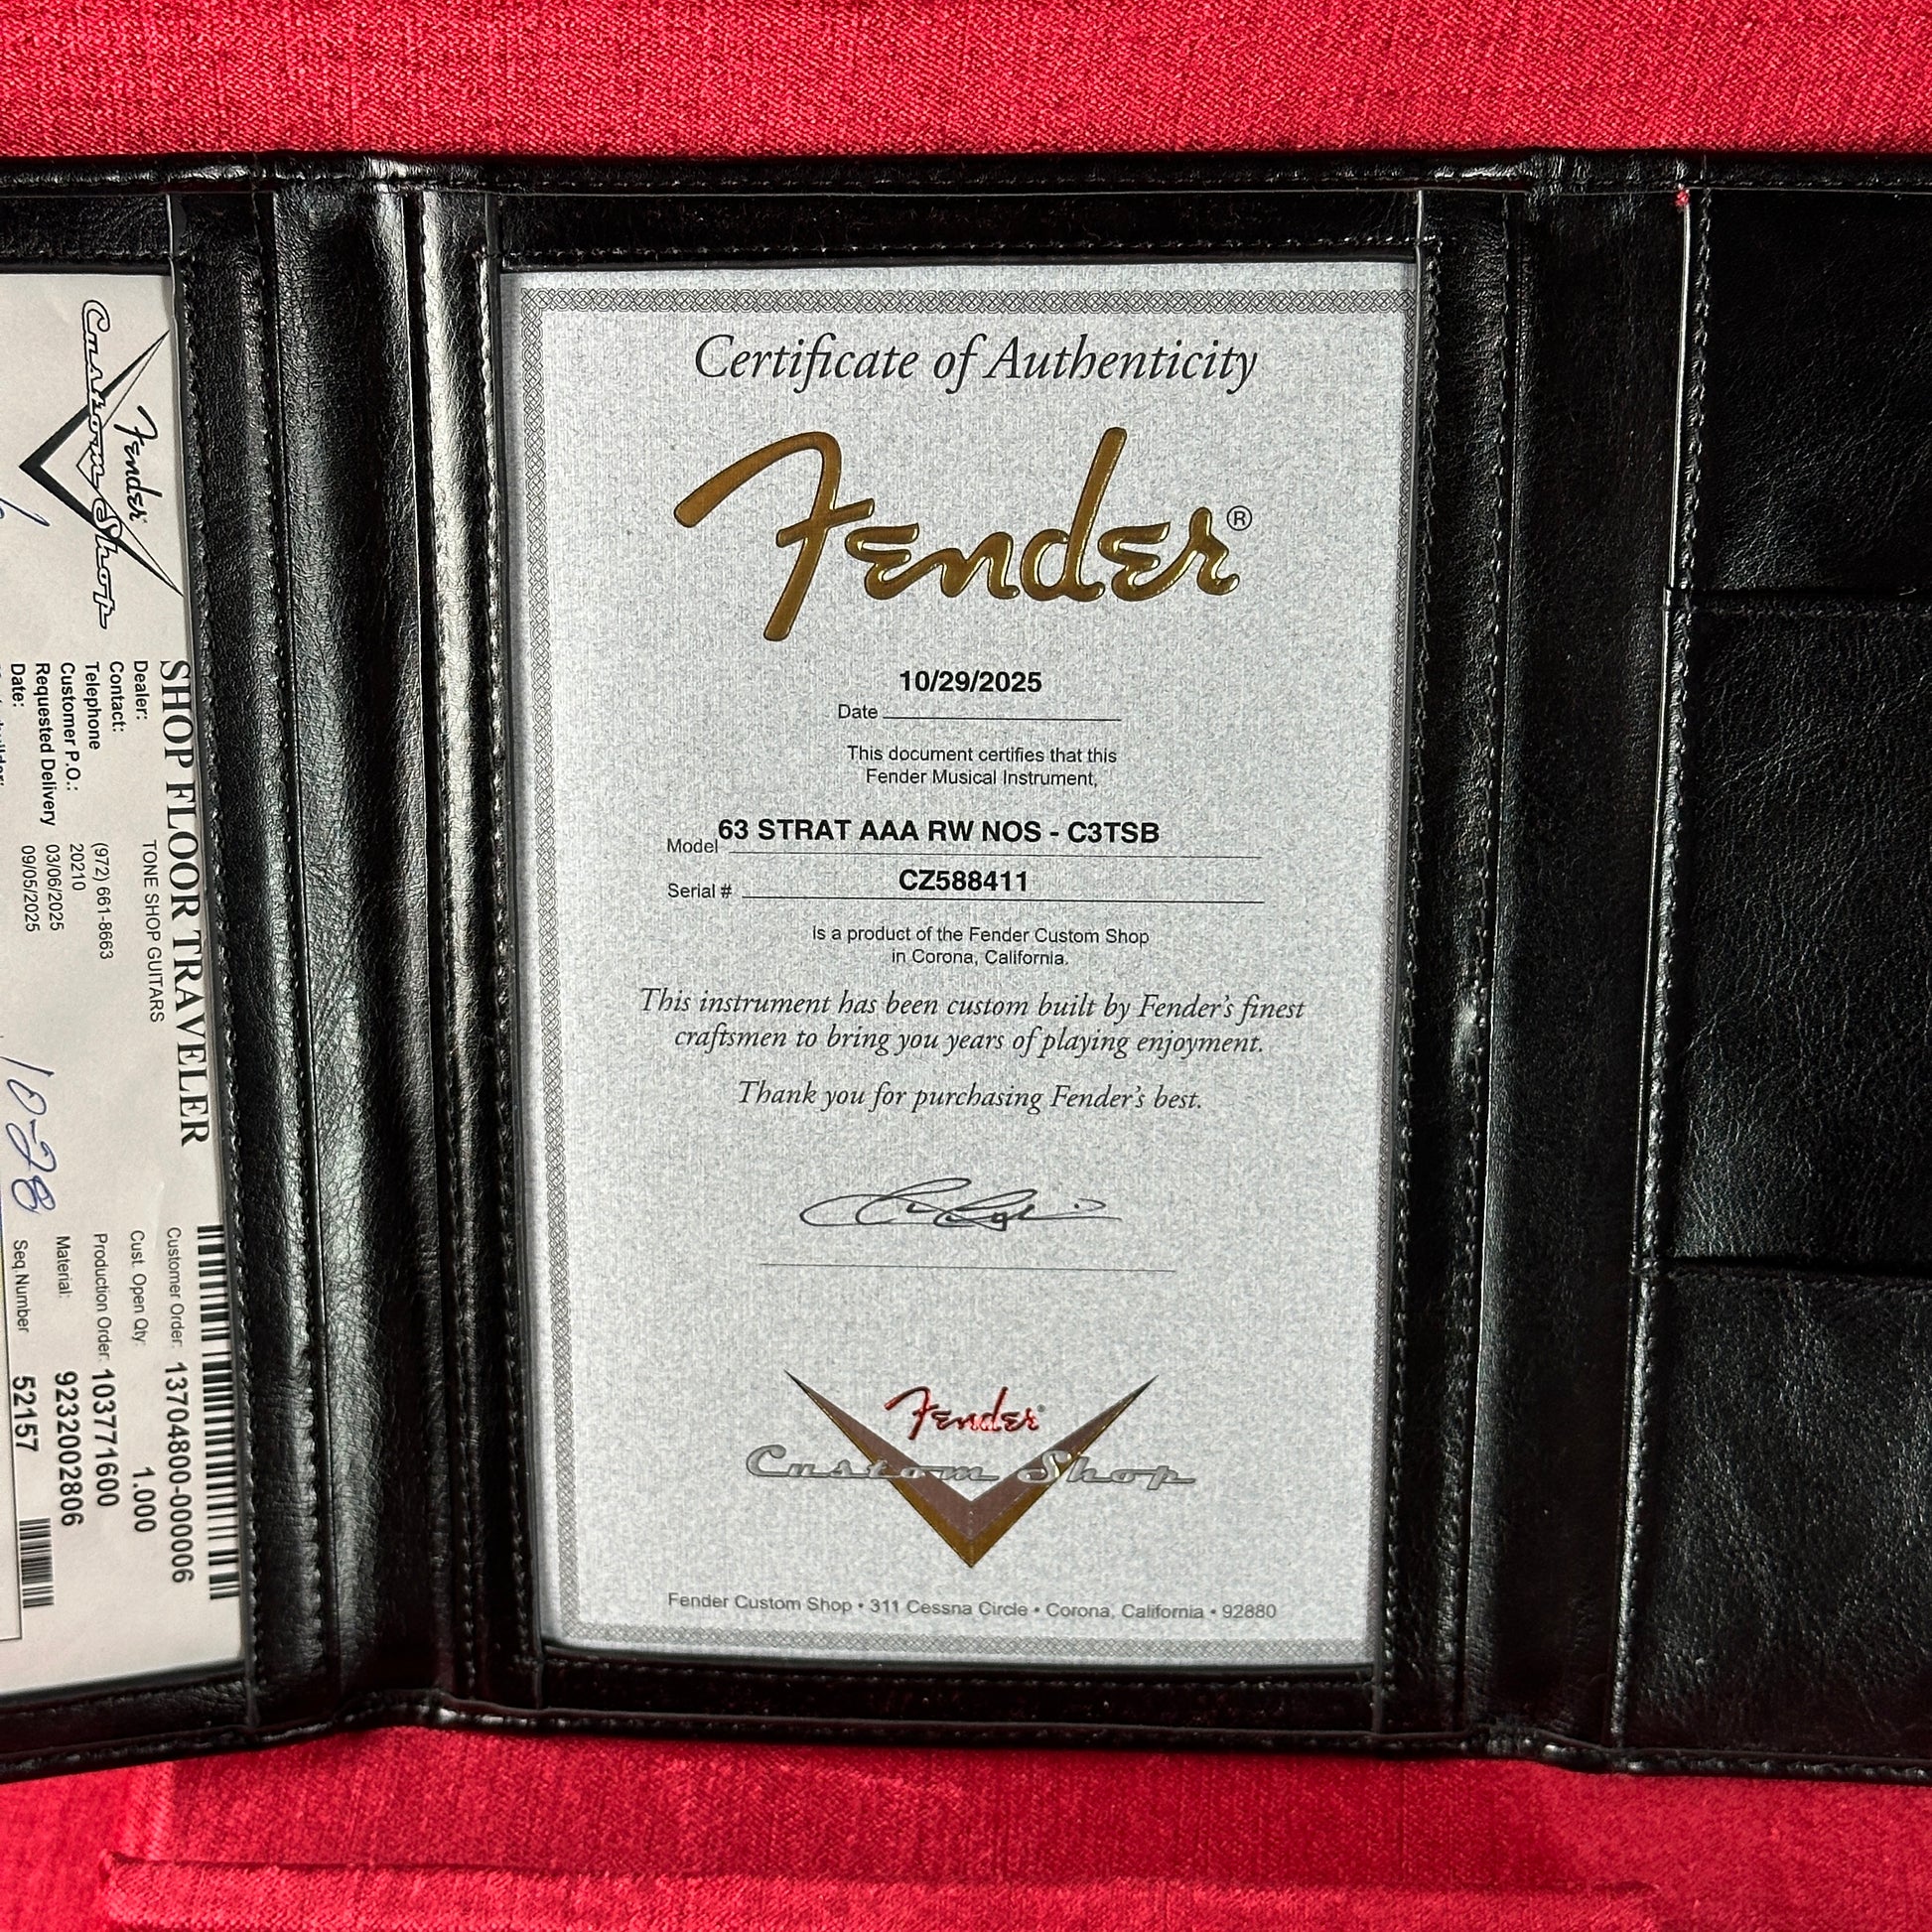 Custom Shop
Fender
SHOP FLOOR TRAVELER
Dealer: TONE SHOP GUITARS
Contact:
Telephone (972) 661-8663
Customer P.O.: 20210
Requested Delivery 03/06/2025
Date: 09/05/2025
10-28
Customer Order: 13704800-000006
Cust. Open Qty: 1.000
Production Order: 103771600
Material: 9232002806
Seq.Number 52157
Certificate of Authenticity
Fender®
10/29/2025
Date
This document certifies that this
Fender Musical Instrument,
63 STRAT AAA RW NOS - C3TSB
Model
CZ588411
Serial #
is a product of the Fender Custom Shop
in Corona, California.
This instrument has been custom built by Fender's finest
craftsmen to bring you years of playing enjoyment.
Thank you for purchasing Fender's best.
Fender
Custom Shop
Fender Custom Shop • 311 Cessna Circle • Corona, California • 92880